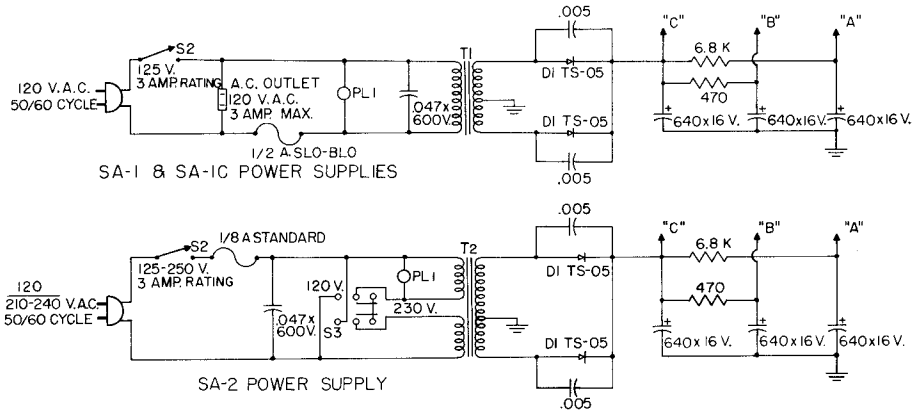 .005
"C" "B" "A"
S2
T1
6.8 K
D1 TS-05
120 V.A.C.
50/60 CYCLE
125 V.
3 AMP. RATING
A.C. OUTLET
120 V.A.C.
3 AMP. MAX.
PL1
.047x
600V.
470
640x16 V. 640x16V. 640x16V.
D1 TS-05
1/2 A. SLO-BLO
.005
SA-1 & SA-1C POWER SUPPLIES
.005
"C" "B" "A"
S2
1/8 A STANDARD
T2
6.8 K
D1 TS-05
125-250 V.
3 AMP. RATING
120
210-240 V.A.C.
50/60 CYCLE
PL1
120 V.
230 V.
S3
.047x
600V.
470
640x16 V. 640x16V. 640x16V.
D1 TS-05
.005
SA-2 POWER SUPPLY